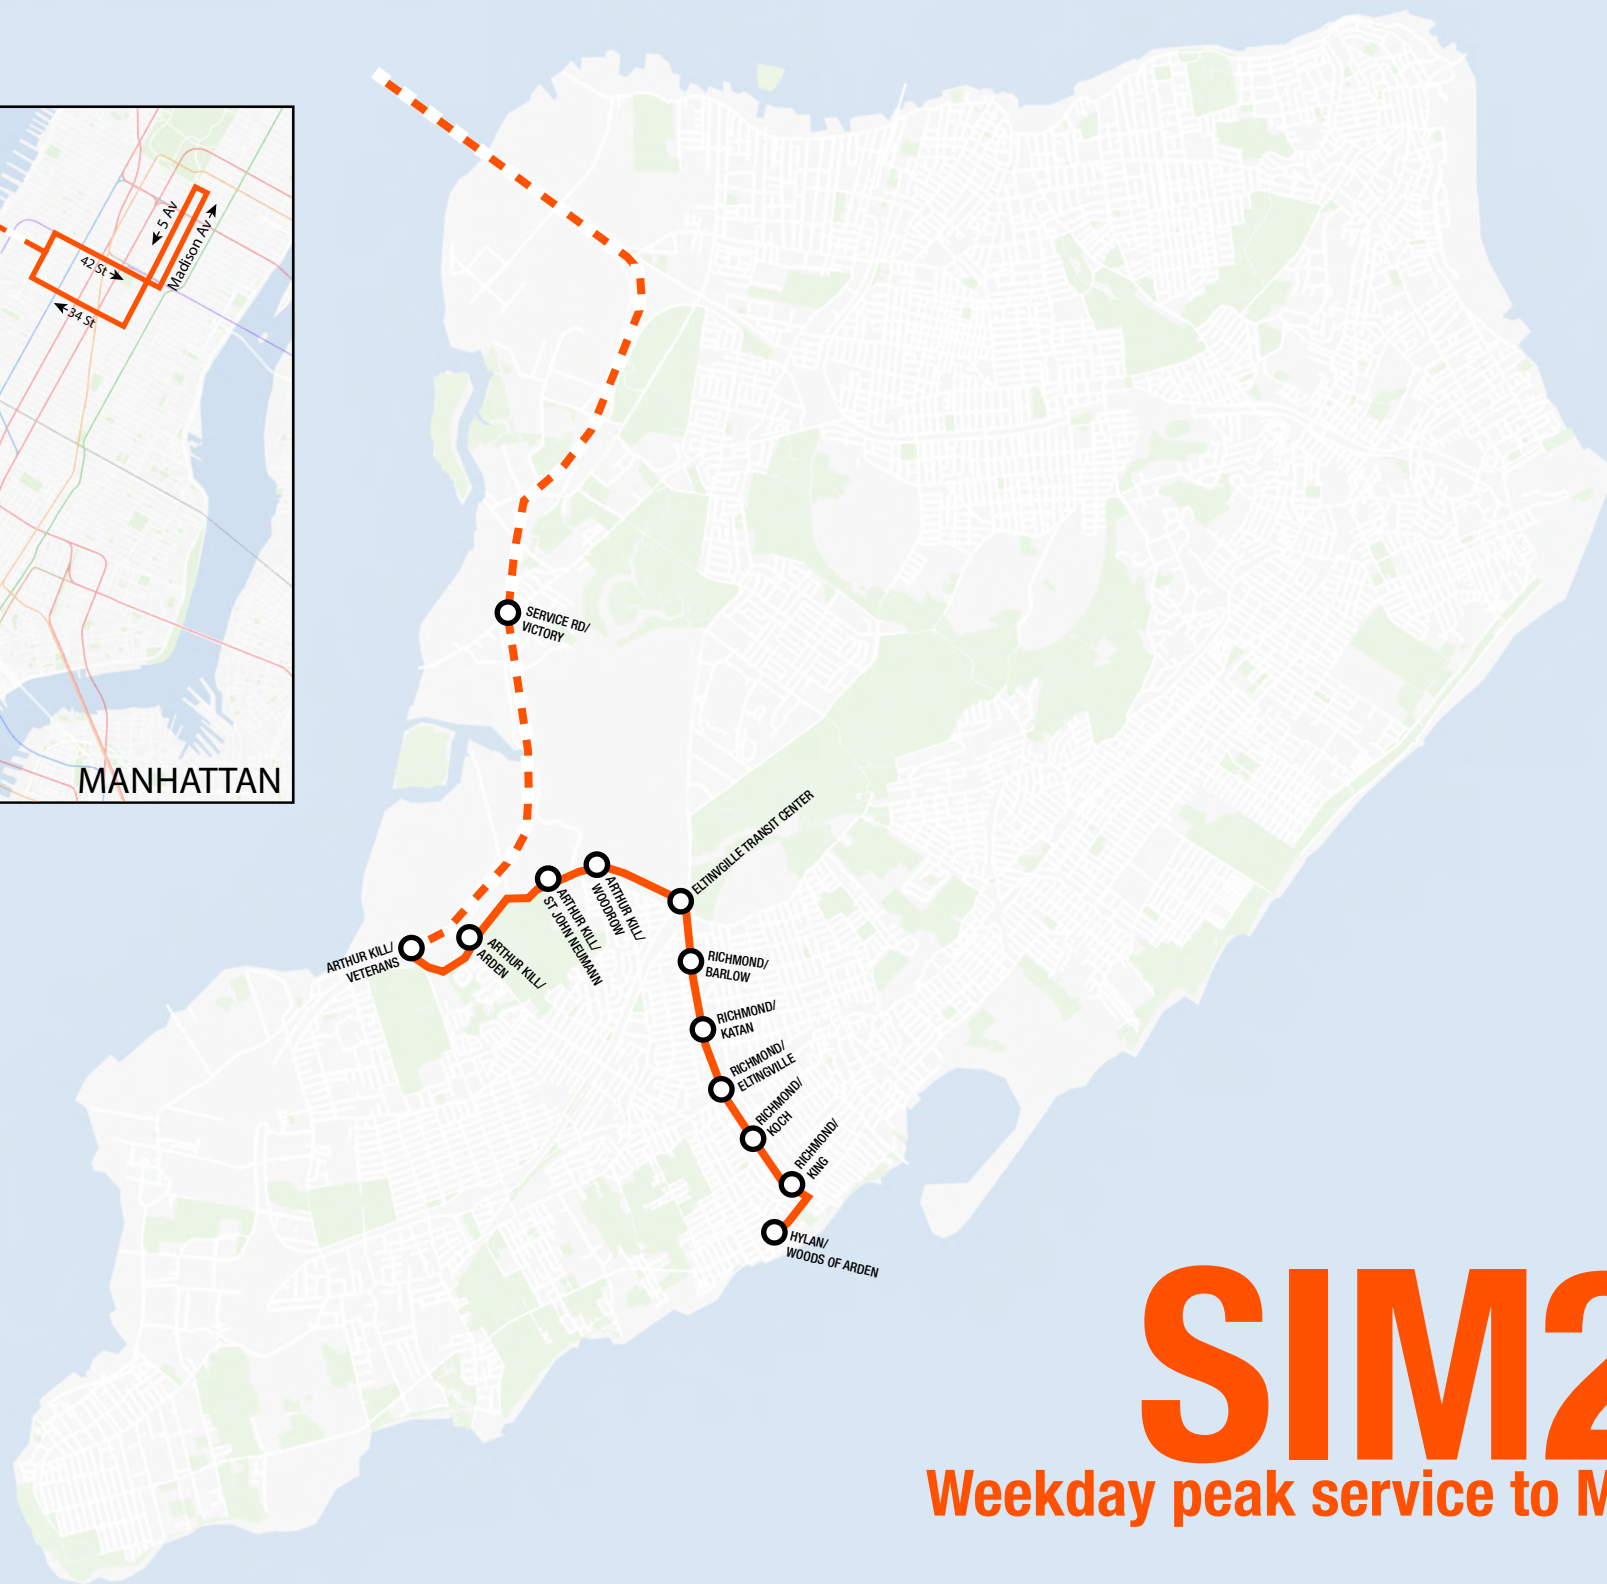 5 Av
Madison Av
42 St
34 St
MANHATTAN
SERVICE RD/
VICTORY
ELTINVGILLE TRANSIT CENTER
ARTHUR KILL/
WOODROW
ARTHUR KILL/
ST JOHN NEUMANN
ARTHUR KILL/
ARDEN
ARTHUR KILL/
VETERANS
RICHMOND/
BARLOW
RICHMOND/
KATAN
RICHMOND/
ELTINGVILLE
RICHMOND/
KOCH
RICHMOND/
KING
HYLAN/
WOODS OF ARDEN
SIM2
Weekday peak service to M